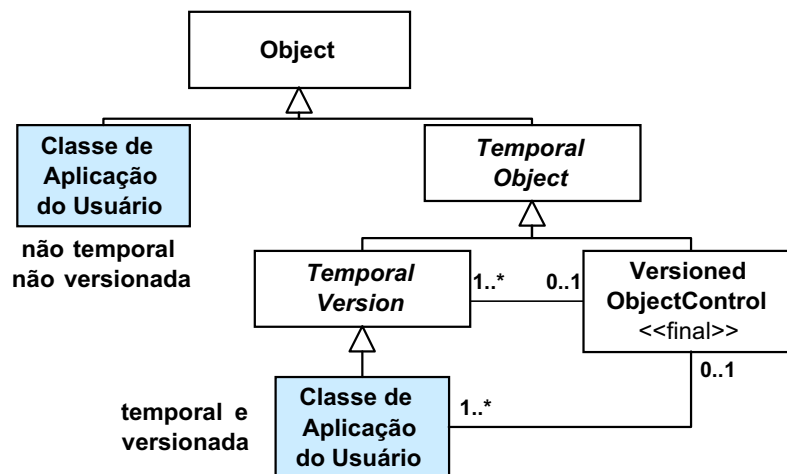 Object
Classe de
Aplicação
do Usuário
Temporal
Object
não temporal
não versionada
Temporal
Version
1..*
0..1
Versioned
ObjectControl
<<final>>
0..1
temporal e
versionada
Classe de
Aplicação
do Usuário
1..*